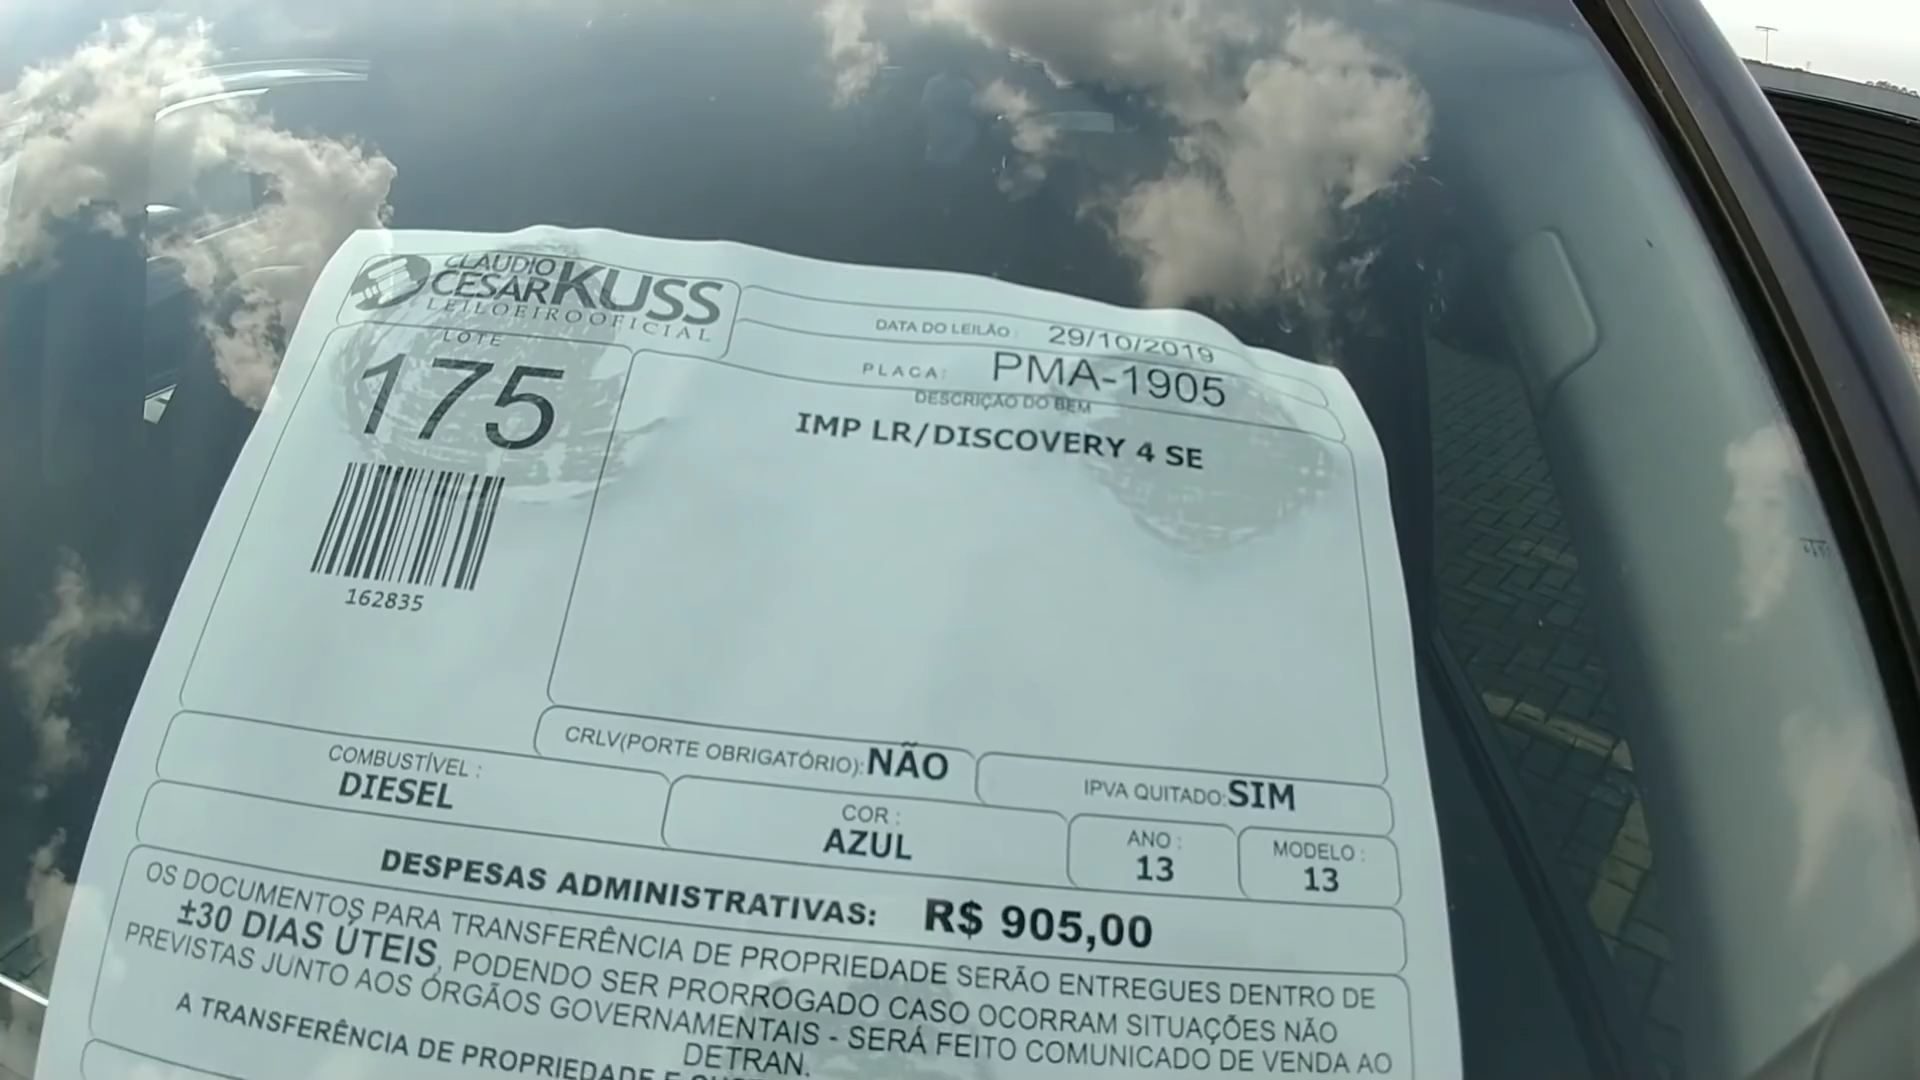 CLAUDIO
CESAR KUSS
LEILOEIRO OFICIAL
DATA DO LEILÃO : 29/10/2019
PLACA: PMA-1905
LOTE
175
162835
DESCRIÇÃO DO BEM
IMP LR/DISCOVERY 4 SE
CRLV(PORTE OBRIGATÓRIO): NÃO
IPVA QUITADO: SIM
COMBUSTÍVEL :
DIESEL
COR :
AZUL
ANO :
13
MODELO :
13
DESPESAS ADMINISTRATIVAS: R$ 905,00
OS DOCUMENTOS PARA TRANSFERÊNCIA DE PROPRIEDADE SERÃO ENTREGUES DENTRO DE
±30 DIAS ÚTEIS, PODENDO SER PRORROGADO CASO OCORRAM SITUAÇÕES NÃO
PREVISTAS JUNTO AOS ÓRGÃOS GOVERNAMENTAIS - SERÁ FEITO COMUNICADO DE VENDA AO
DETRAN.
A TRANSFERÊNCIA DE PROPRIEDADE E